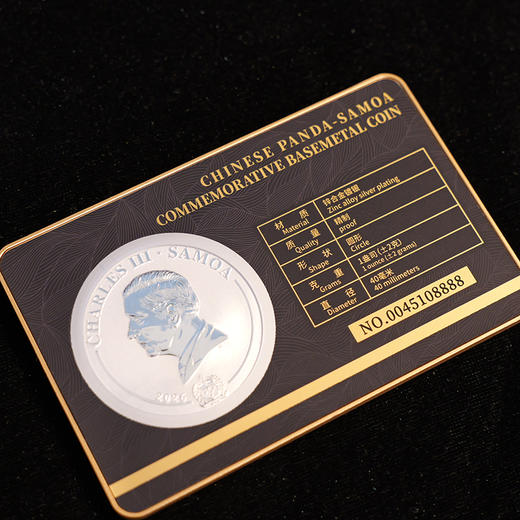 CHINESE PANDA-SAMOA
COMMEMORATIVE BASEMETAL COIN
CHARLES III · SAMOA
2026
材 质 锌合金镀银
Material Zinc alloy silver plating
质 量 精制
Quality proof
形 状 圆形
Shape Circle
克 重 1盎司(±2克)
Grams 1 ounce (±2 grams)
直 径 40毫米
Diameter 40 millimeters
NO.0045108888